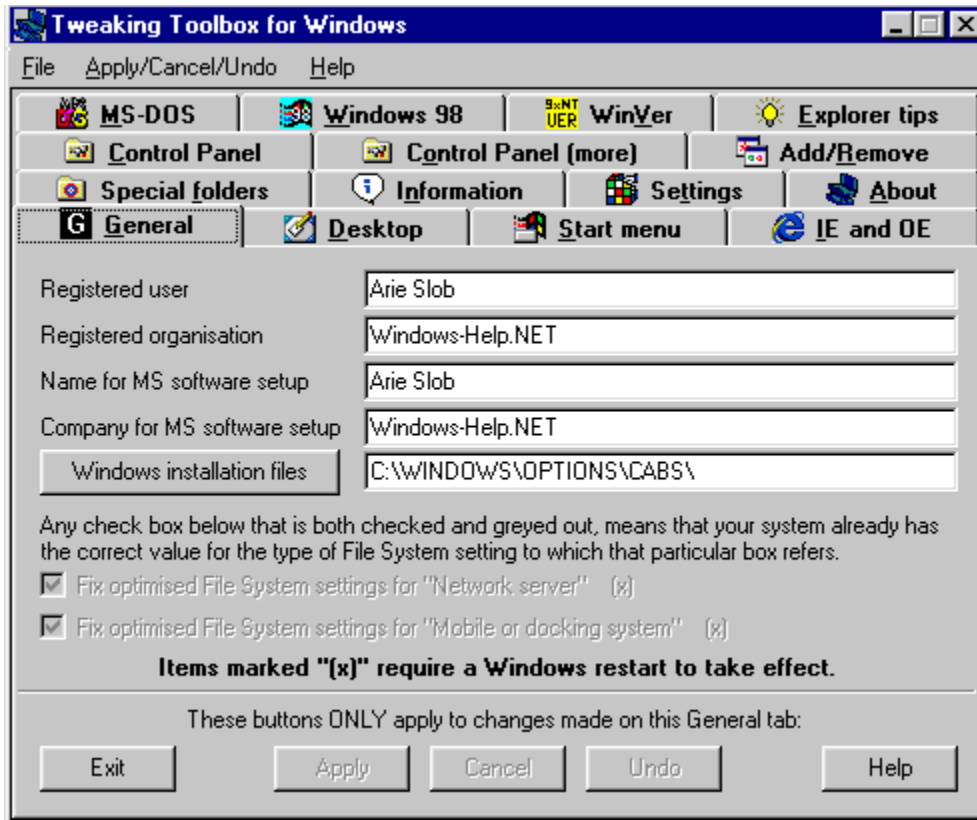 Tweaking Toolbox for Windows
File Apply/Cancel/Undo Help
MS-DOS Windows 98 9xNT VER WinVer Explorer tips
Control Panel Control Panel (more) Add/Remove
Special folders Information Settings About
G General Desktop Start menu IE and OE
Registered user Arie Slob
Registered organisation Windows-Help.NET
Name for MS software setup Arie Slob
Company for MS software setup Windows-Help.NET
Windows installation files C:\WINDOWS\OPTIONS\CABS\
Any check box below that is both checked and greyed out, means that your system already has
the correct value for the type of File System setting to which that particular box refers.
Fix optimised File System settings for "Network server" (x)
Fix optimised File System settings for "Mobile or docking system" (x)
Items marked "(x)" require a Windows restart to take effect.
These buttons ONLY apply to changes made on this General tab:
Exit Apply Cancel Undo Help